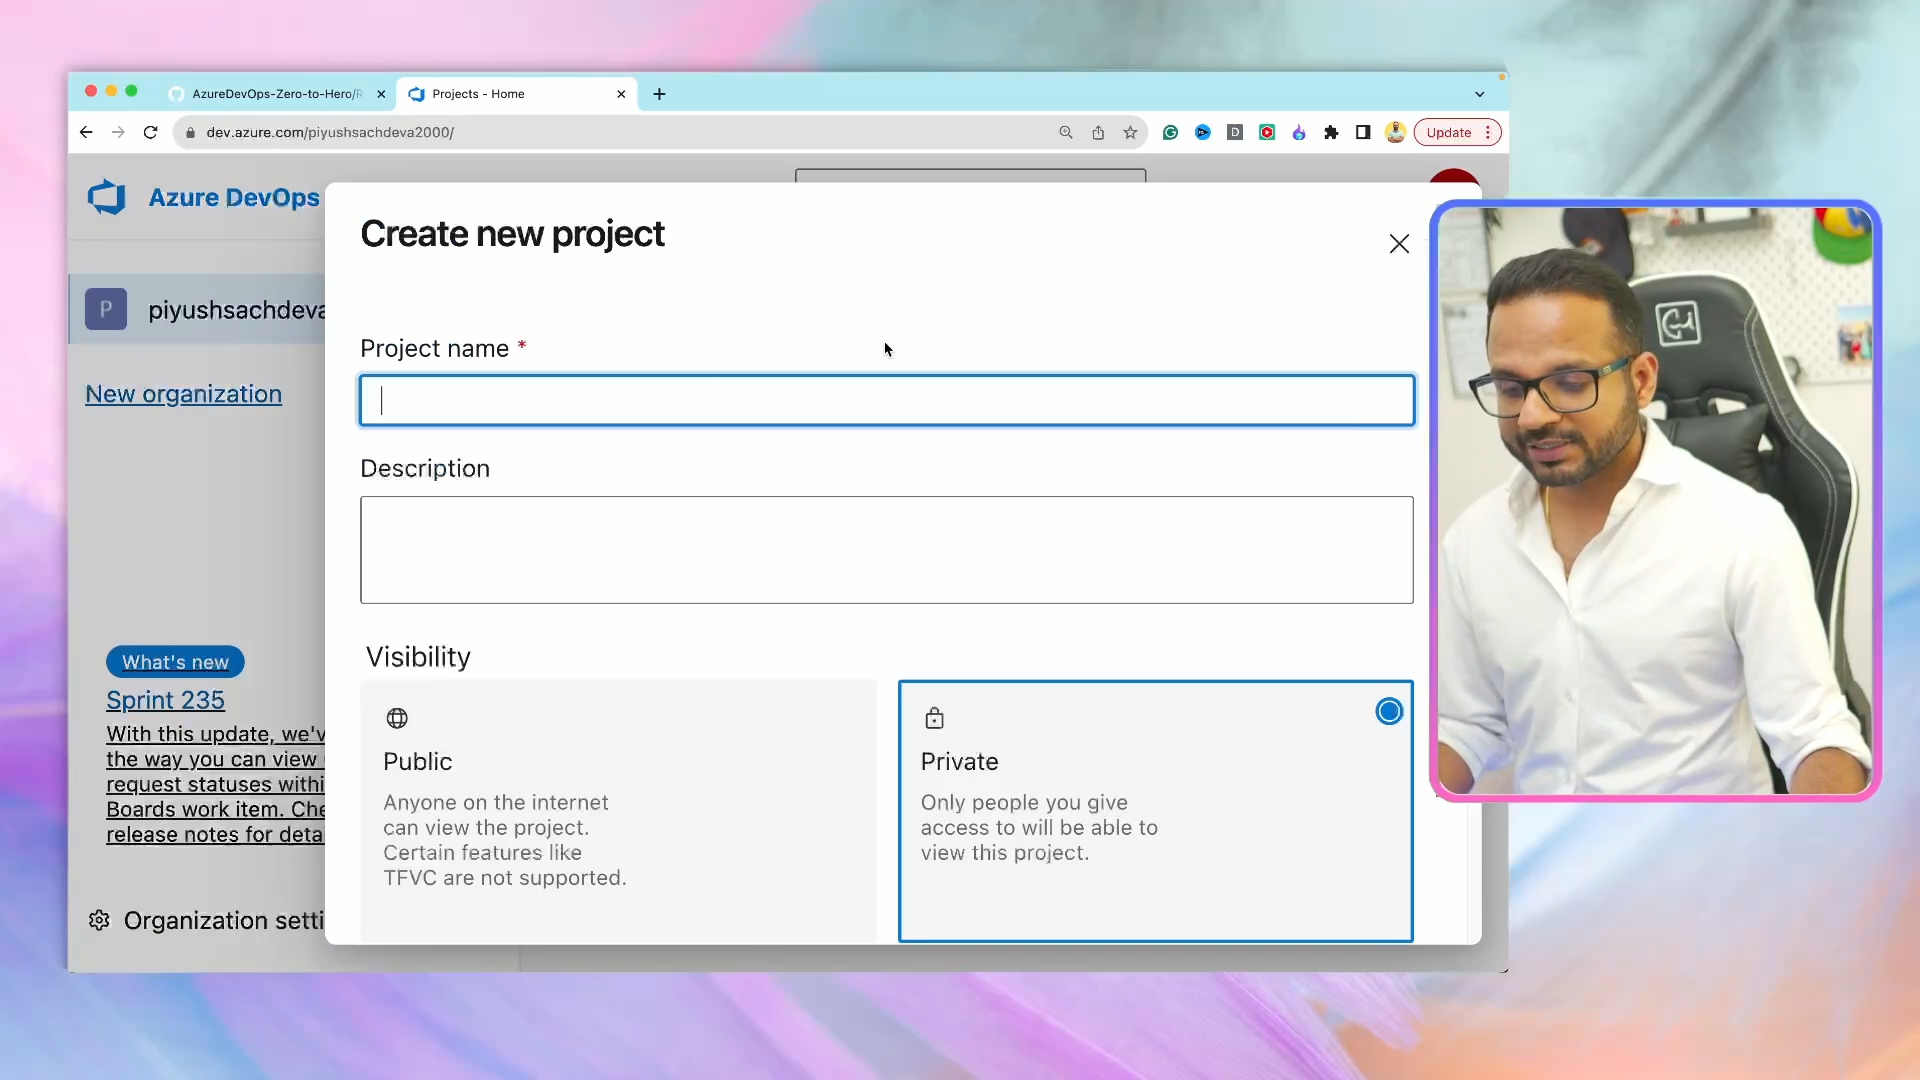 AzureDevOps-Zero-to-Hero/R
Projects - Home
dev.azure.com/piyushsachdeva2000/
Update
Azure DevOps
Create new project
P
piyushsachdeva
New organization
Project name *
Description
Visibility
Public
Anyone on the internet
can view the project.
Certain features like
TFVC are not supported.
Private
Only people you give
access to will be able to
view this project.
What's new
Sprint 235
With this update, we'v
the way you can view
request statuses withi
Boards work item. Che
release notes for detai
Organization setti